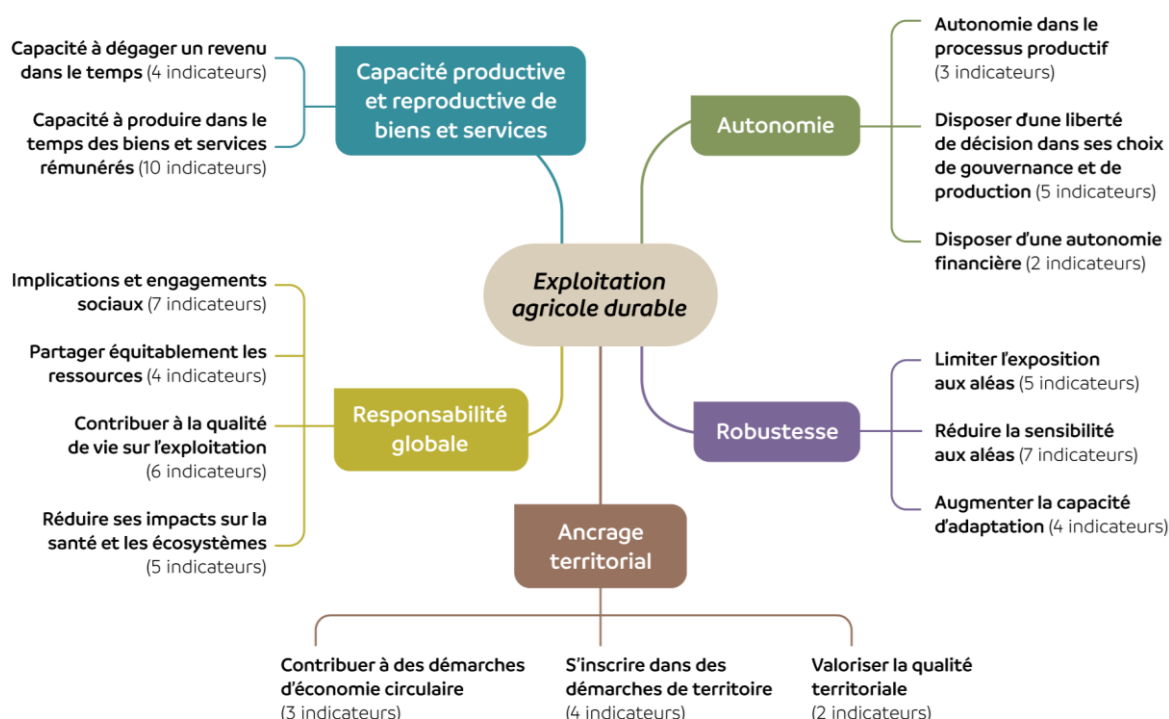 Capacité à dégager un revenu
dans le temps (4 indicateurs)
Capacité à produire dans le
temps des biens et services
rémunérés (10 indicateurs)
Capacité productive
et reproductive de
biens et services
Autonomie
Autonomie dans le
processus productif
(3 indicateurs)
Disposer d'une liberté
de décision dans ses choix
de gouvernance et de
production (5 indicateurs)
Disposer d'une autonomie
financière (2 indicateurs)
Exploitation
agricole durable
Implications et engagements
sociaux (7 indicateurs)
Partager équitablement les
ressources (4 indicateurs)
Contribuer à la qualité
de vie sur l'exploitation
(6 indicateurs)
Réduire ses impacts sur la
santé et les écosystèmes
(5 indicateurs)
Responsabilité
globale
Robustesse
Limiter l'exposition
aux aléas (5 indicateurs)
Réduire la sensibilité
aux aléas (7 indicateurs)
Augmenter la capacité
d'adaptation (4 indicateurs)
Ancrage
territorial
Contribuer à des démarches
d'économie circulaire
(3 indicateurs)
S'inscrire dans des
démarches de territoire
(4 indicateurs)
Valoriser la qualité
territoriale
(2 indicateurs)